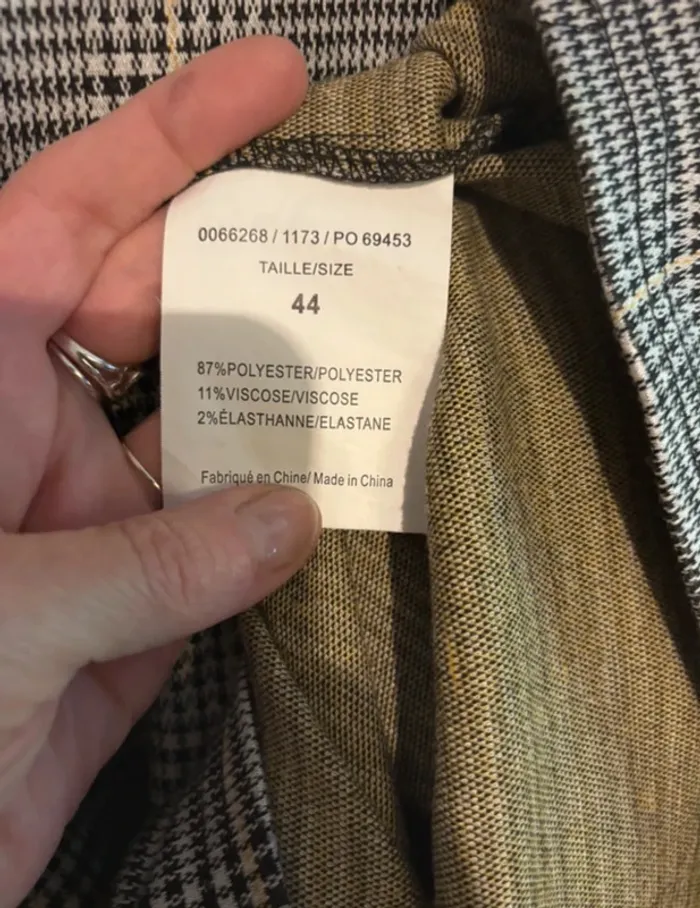 0066268 / 1173 / PO 69453
TAILLE/SIZE
44
87%POLYESTER/POLYESTER
11%VISCOSE/VISCOSE
2%ÉLASTHANNE/ELASTANE
Fabriqué en Chine/ Made in China